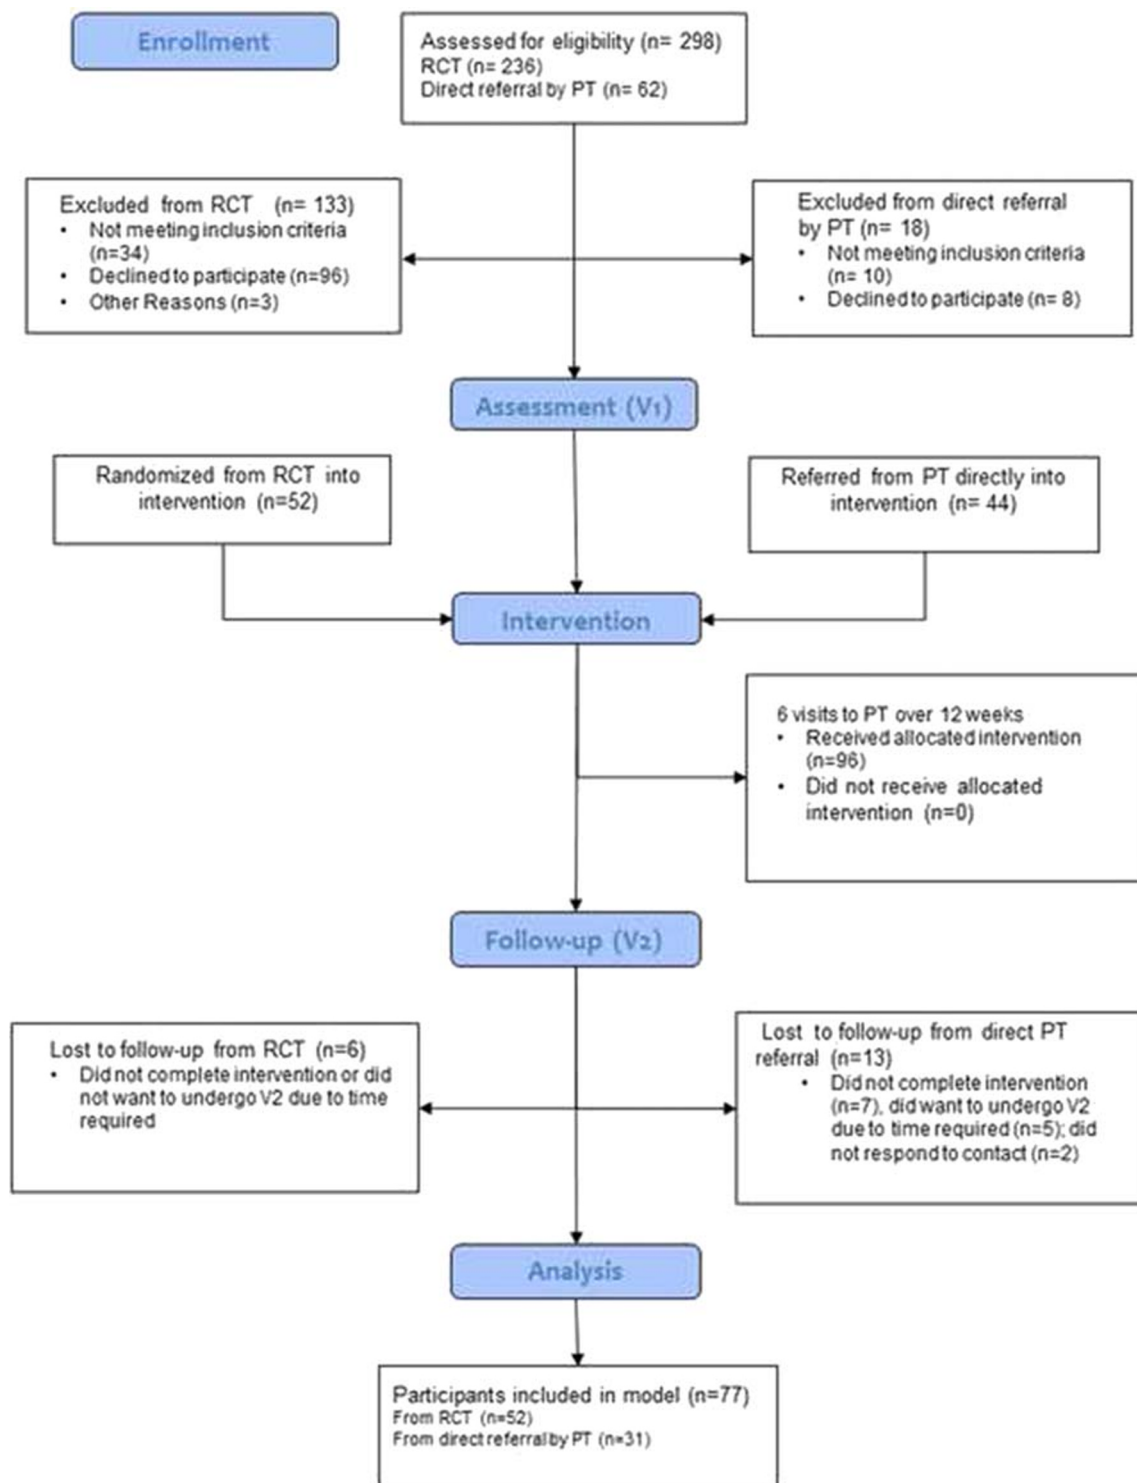 Enrollment
Assessed for eligibility (n= 298)
RCT (n= 236)
Direct referral by PT (n= 62)
Excluded from RCT (n= 133)
• Not meeting inclusion criteria
(n=34)
• Declined to participate (n=96)
• Other Reasons (n=3)
Excluded from direct referral
by PT (n= 18)
• Not meeting inclusion criteria
(n= 10)
• Declined to participate (n= 8)
Assessment (V1)
Randomized from RCT into
intervention (n=52)
Referred from PT directly into
intervention (n= 44)
Intervention
6 visits to PT over 12 weeks
• Received allocated intervention
(n=96)
• Did not receive allocated
intervention (n=0)
Follow-up (V2)
Lost to follow-up from RCT (n=6)
• Did not complete intervention or did
not want to undergo V2 due to time
required
Lost to follow-up from direct PT
referral (n=13)
• Did not complete intervention
(n=7), did want to undergo V2
due to time required (n=5); did
not respond to contact (n=2)
Analysis
Participants included in model (n=77)
From RCT (n=52)
From direct referral by PT (n=31)